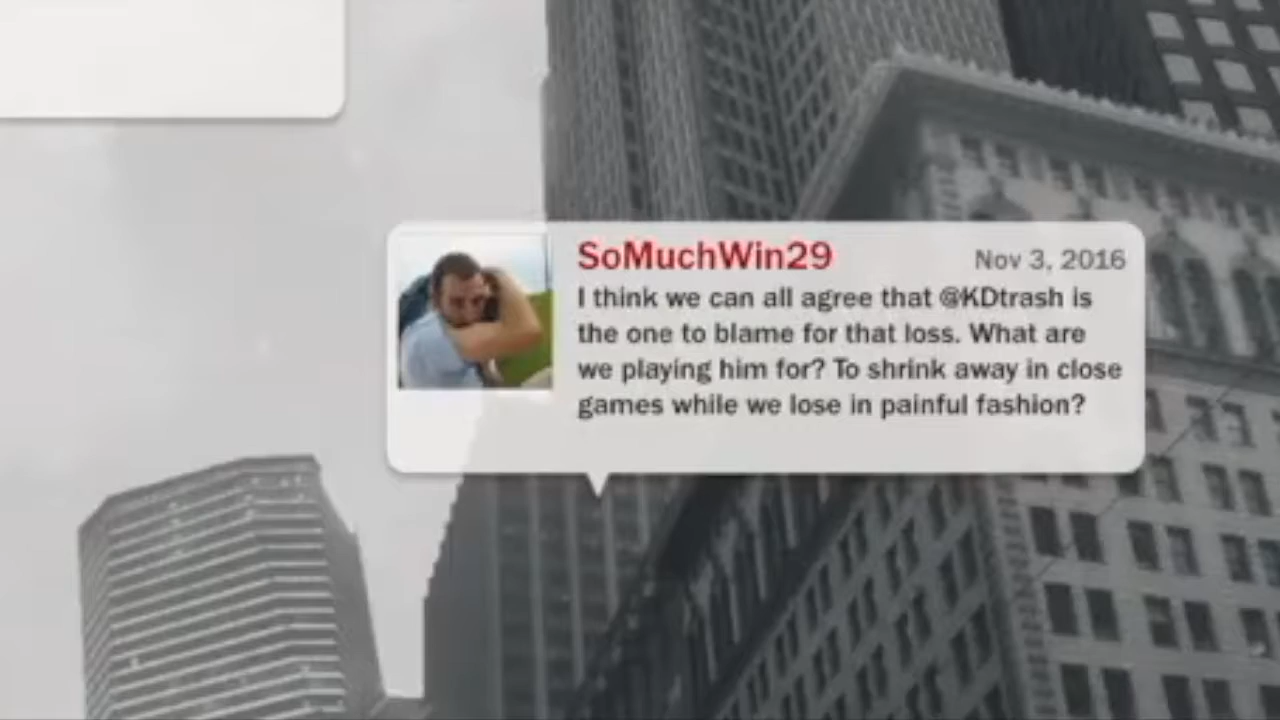 SoMuchWin29
Nov 3, 2016
I think we can all agree that @KDtrash is
the one to blame for that loss. What are
we playing him for? To shrink away in close
games while we lose in painful fashion?